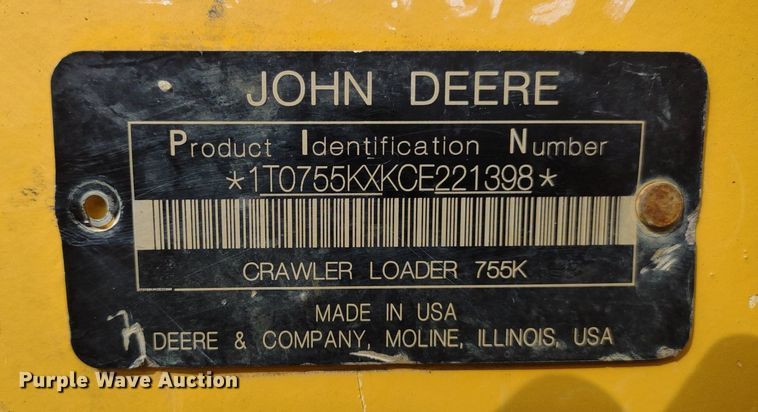 JOHN DEERE
Product Identification Number
*1T0755KXKCE221398*
CRAWLER LOADER 755K
MADE IN USA
DEERE & COMPANY, MOLINE, ILLINOIS, USA
Purple Wave Auction